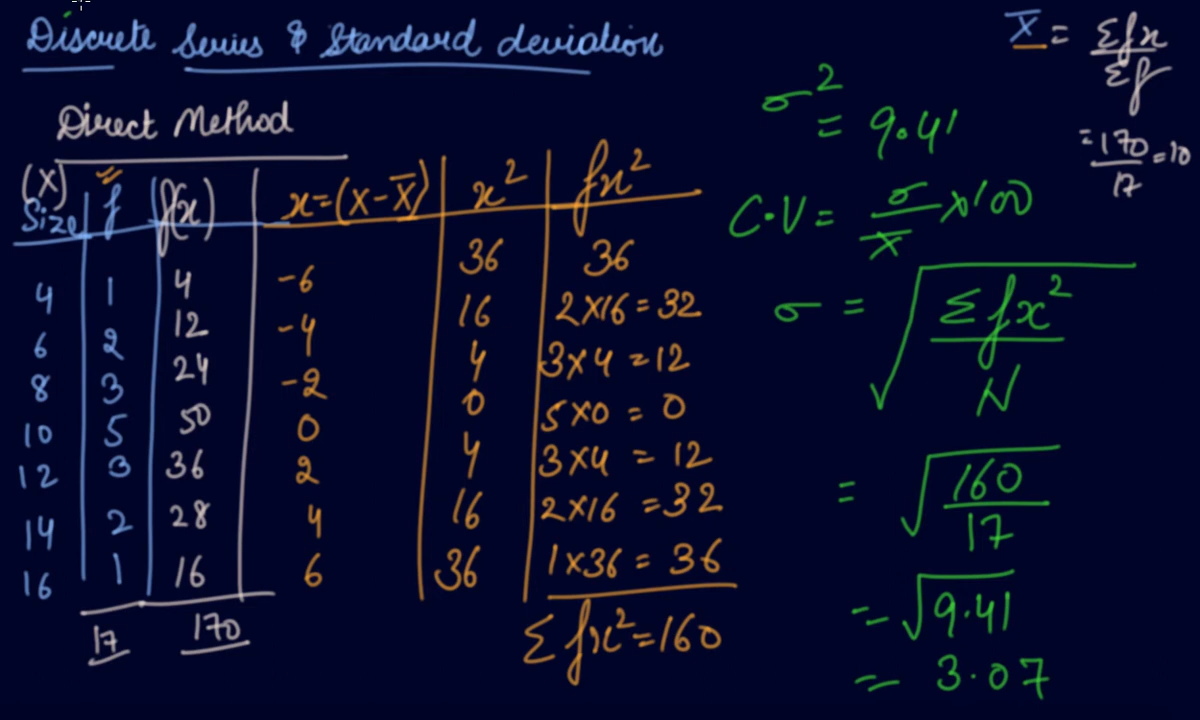 Discrete Series & Standard deviation
Direct Method
(X) Size f f(x) x=(X-X̅) x² fx²
4 1 4 -6 36 36
6 2 12 -4 16 2×16=32
8 3 24 -2 4 3×4=12
10 5 50 0 0 5×0=0
12 3 36 2 4 3×4=12
14 2 28 4 16 2×16=32
16 1 16 6 36 1×36=36
17 170 Σfx²=160
X̅ = Σfx/Σf
=170/17=10
σ² = 9.41
C.V = σ/X̅ ×100
σ = √(Σfx²/N)
= √(160/17)
= √9.41
= 3.07